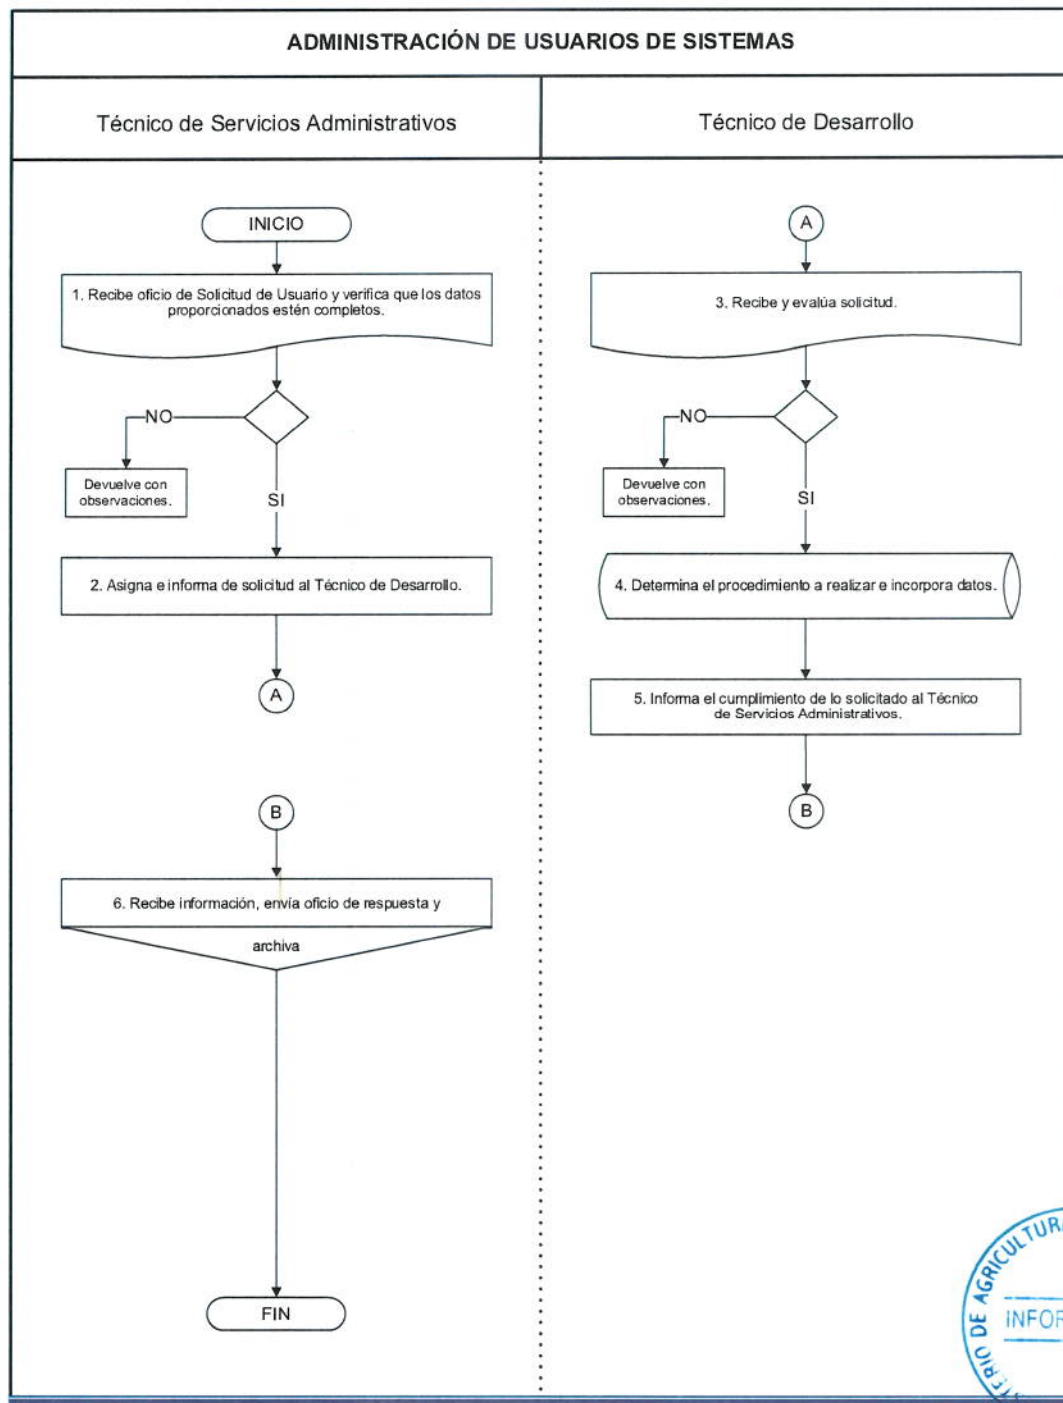 ADMINISTRACIÓN DE USUARIOS DE SISTEMAS
Técnico de Servicios Administrativos
Técnico de Desarrollo
INICIO
1. Recibe oficio de Solicitud de Usuario y verifica que los datos
proporcionados estén completos.
NO
Devuelve con
observaciones.
SI
2. Asigna e informa de solicitud al Técnico de Desarrollo.
A
B
6. Recibe información, envía oficio de respuesta y
archiva
FIN
A
3. Recibe y evalúa solicitud.
NO
Devuelve con
observaciones.
SI
4. Determina el procedimiento a realizar e incorpora datos.
5. Informa el cumplimiento de lo solicitado al Técnico
de Servicios Administrativos.
B
DE AGRICULTURA